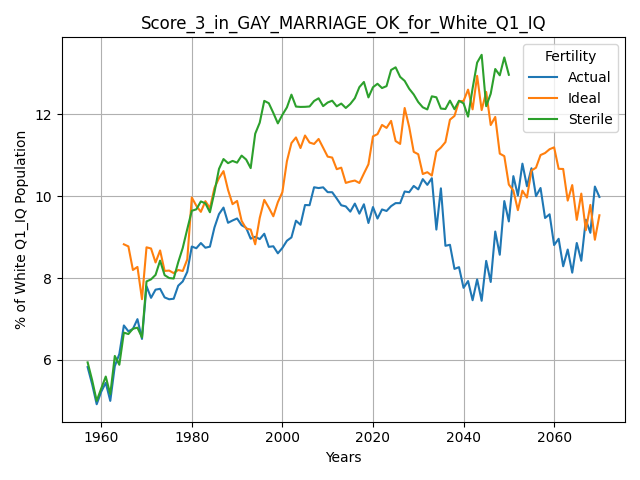 Score_3_in_GAY_MARRIAGE_OK_for_White_Q1_IQ
% of White Q1_IQ Population
12
10
8
6
Fertility
Actual
Ideal
Sterile
1960
1980
2000
2020
2040
2060
Years